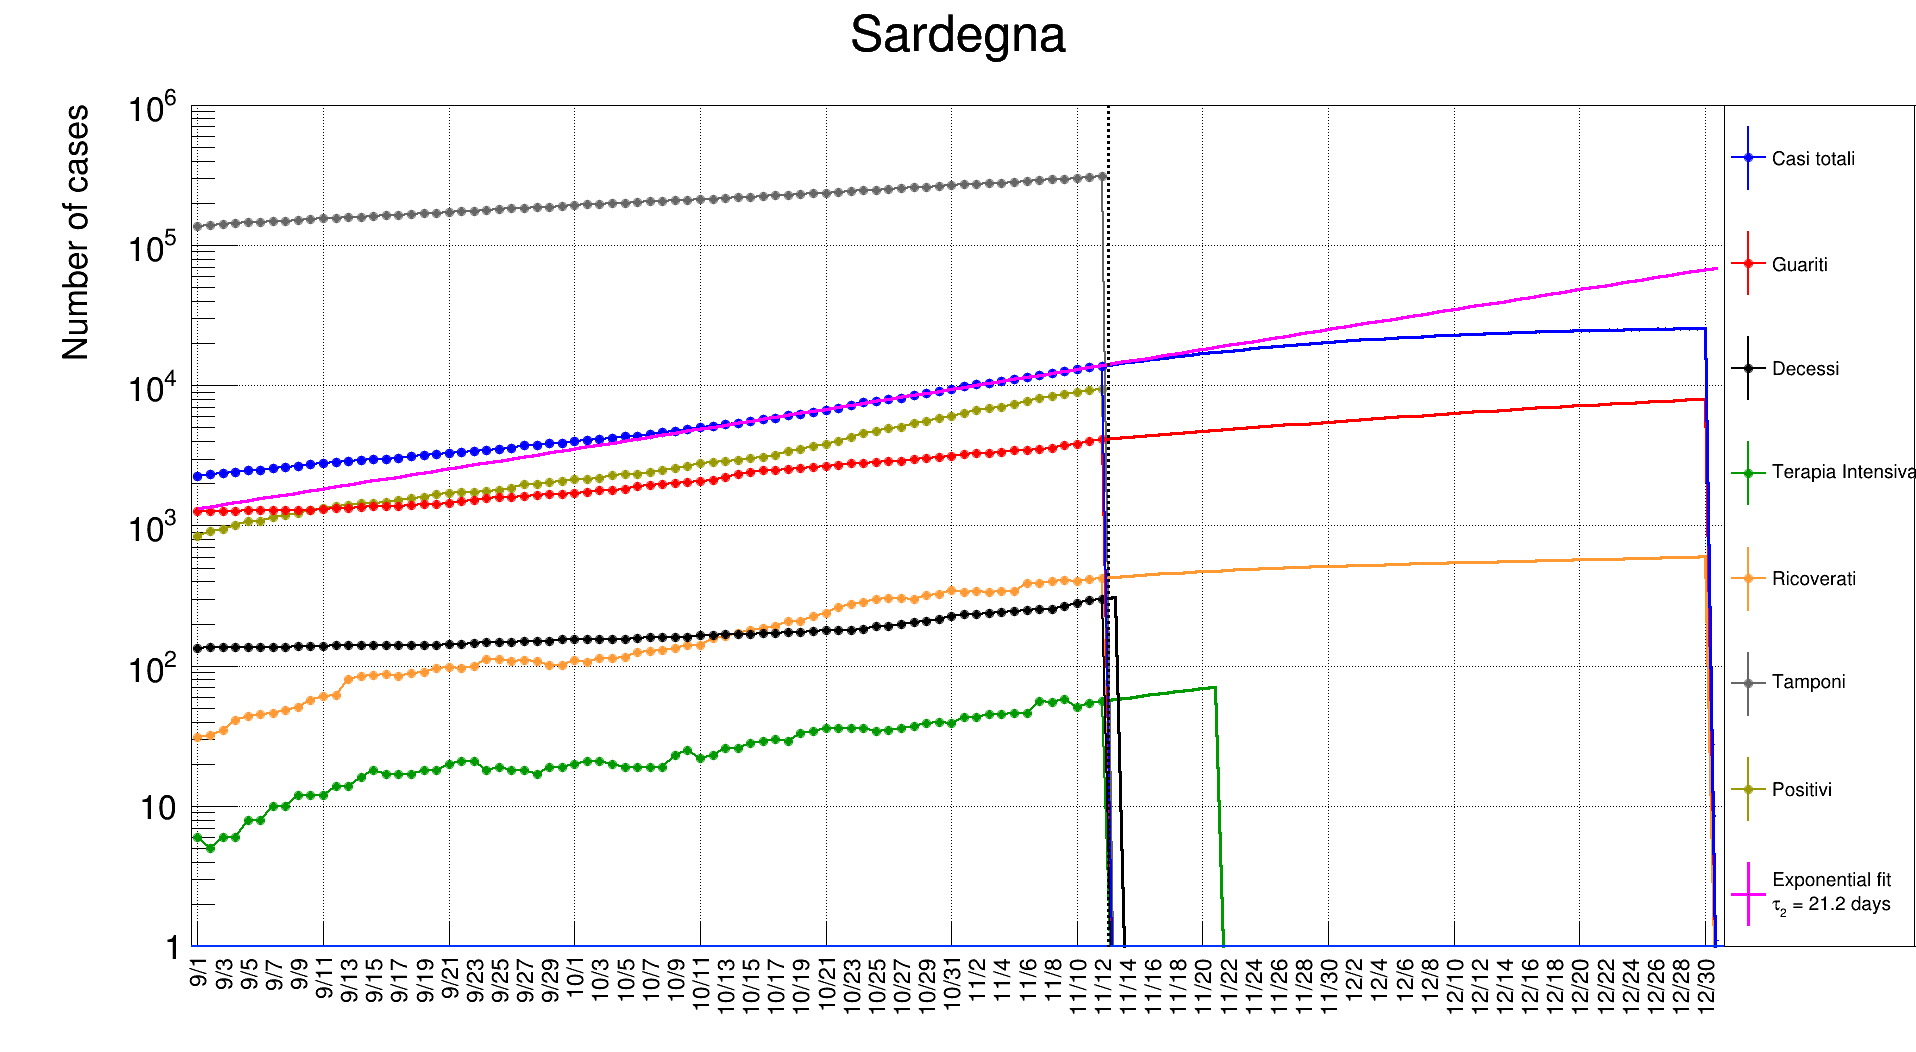 Sardegna
Number of cases
10^6
10^5
10^4
10^3
10^2
10
1
9/1 9/3 9/5 9/7 9/9 9/11 9/13 9/15 9/17 9/19 9/21 9/23 9/25 9/27 9/29 10/1 10/3 10/5 10/7 10/9 10/11 10/13 10/15 10/17 10/19 10/21 10/23 10/25 10/27 10/29 10/31 11/2 11/4 11/6 11/8 11/10 11/12 11/14 11/16 11/18 11/20 11/22 11/24 11/26 11/28 11/30 12/2 12/4 12/6 12/8 12/10 12/12 12/14 12/16 12/18 12/20 12/22 12/24 12/26 12/28 12/30
Casi totali
Guariti
Decessi
Terapia Intensiva
Ricoverati
Tamponi
Positivi
Exponential fit
τ_2 = 21.2 days